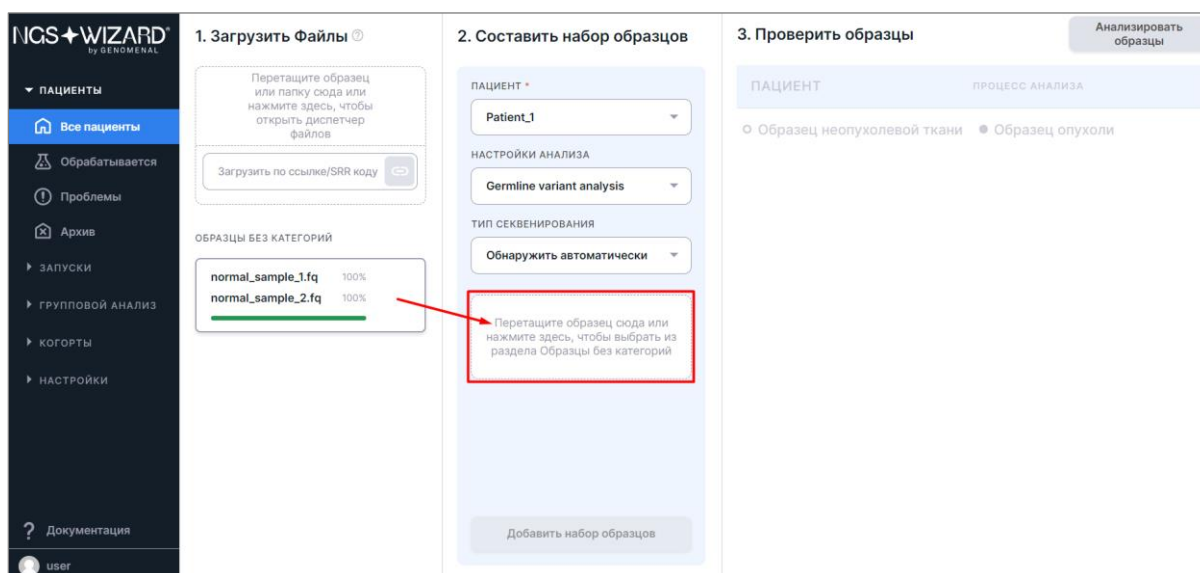 NGS✦WIZARD®
by GENOMENAL
ПАЦИЕНТЫ
Все пациенты
Обрабатывается
Проблемы
Архив
ЗАПУСКИ
ГРУППОВОЙ АНАЛИЗ
КОГОРТЫ
НАСТРОЙКИ
? Документация
user
1. Загрузить Файлы ?
Перетащите образец
или папку сюда или
нажмите здесь, чтобы
открыть диспетчер
файлов
Загрузить по ссылке/SRR коду
ОБРАЗЦЫ БЕЗ КАТЕГОРИЙ
normal_sample_1.fq 100%
normal_sample_2.fq 100%
2. Составить набор образцов
ПАЦИЕНТ *
Patient_1
НАСТРОЙКИ АНАЛИЗА
Germline variant analysis
ТИП СЕКВЕНИРОВАНИЯ
Обнаружить автоматически
Перетащите образец сюда или
нажмите здесь, чтобы выбрать из
раздела Образцы без категорий
Добавить набор образцов
3. Проверить образцы
Анализировать
образцы
ПАЦИЕНТ ПРОЦЕСС АНАЛИЗА
Образец неопухолевой ткани Образец опухоли